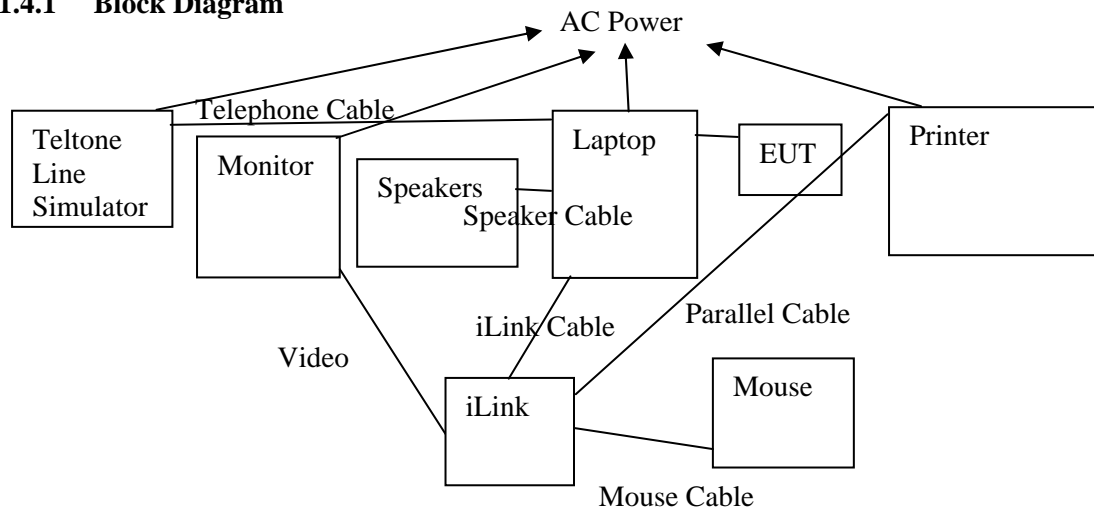 1.4.1 Block Diagram
AC Power
Telephone Cable
Teltone
Line
Simulator
Monitor
Speakers
Speaker Cable
Laptop
EUT
Printer
iLink Cable
Parallel Cable
Video
iLink
Mouse
Mouse Cable